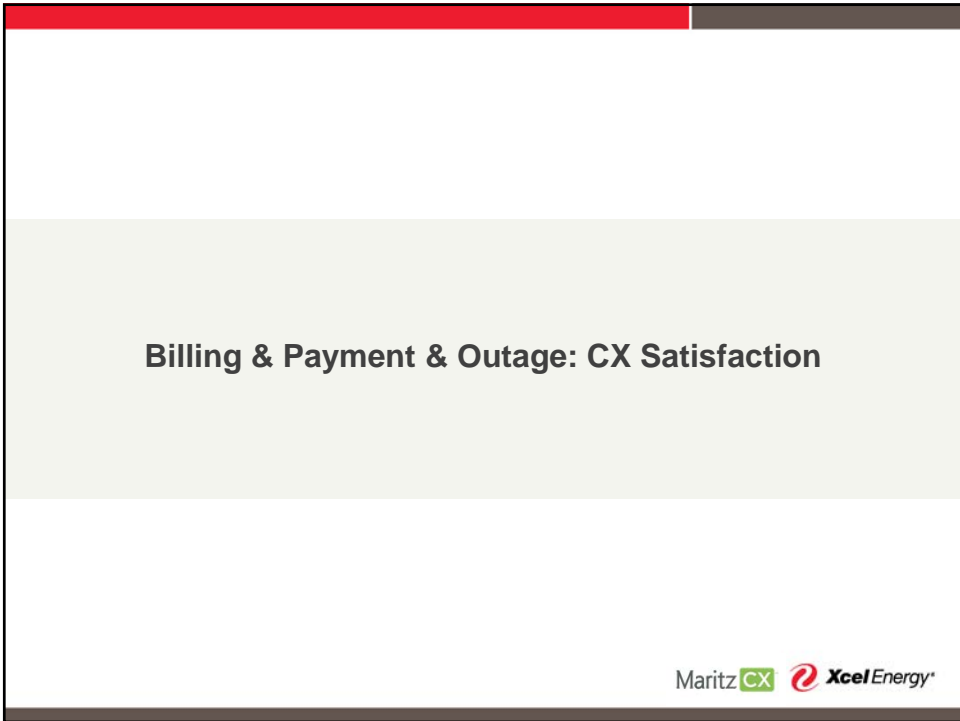 Billing & Payment & Outage: CX Satisfaction
Maritz CX Xcel Energy®